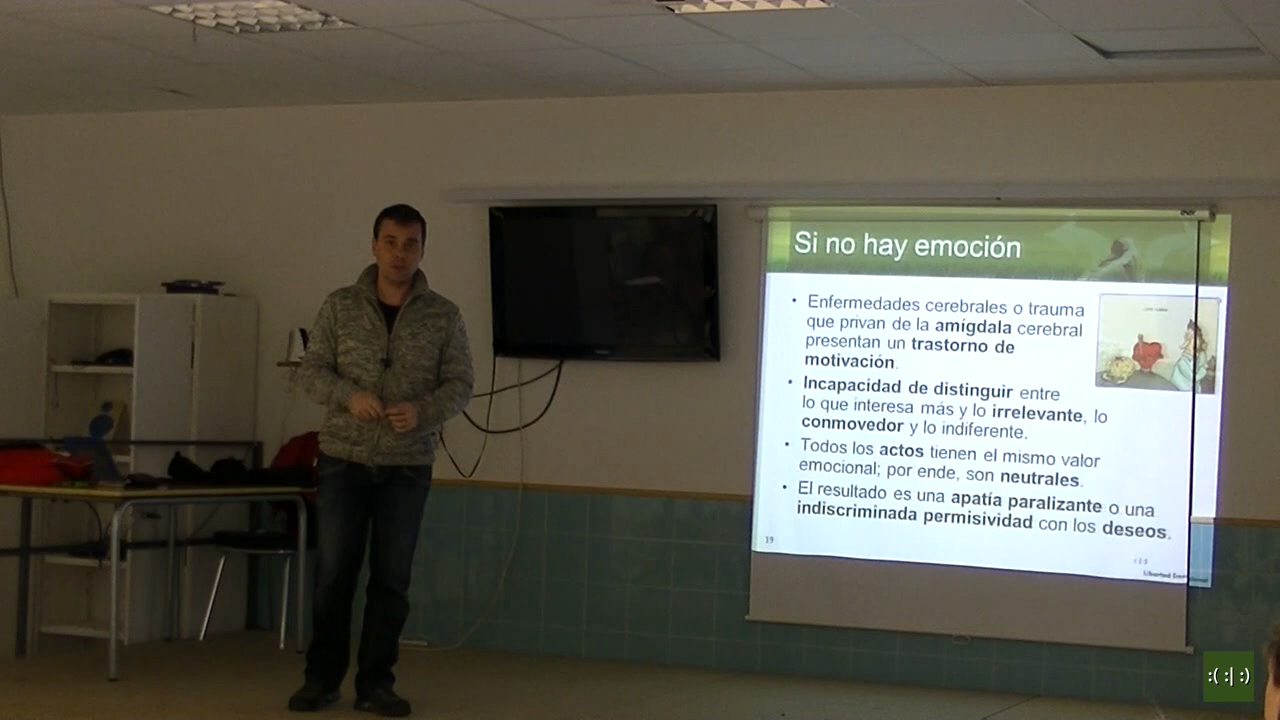 Si no hay emoción
• Enfermedades cerebrales o trauma
que privan de la amígdala cerebral
presentan un trastorno de
motivación.
• Incapacidad de distinguir entre
lo que interesa más y lo irrelevante, lo
conmovedor y lo indiferente.
• Todos los actos tienen el mismo valor
emocional; por ende, son neutrales.
• El resultado es una apatía paralizante o una
indiscriminada permisividad con los deseos.
19
Libertad
:( :| :)